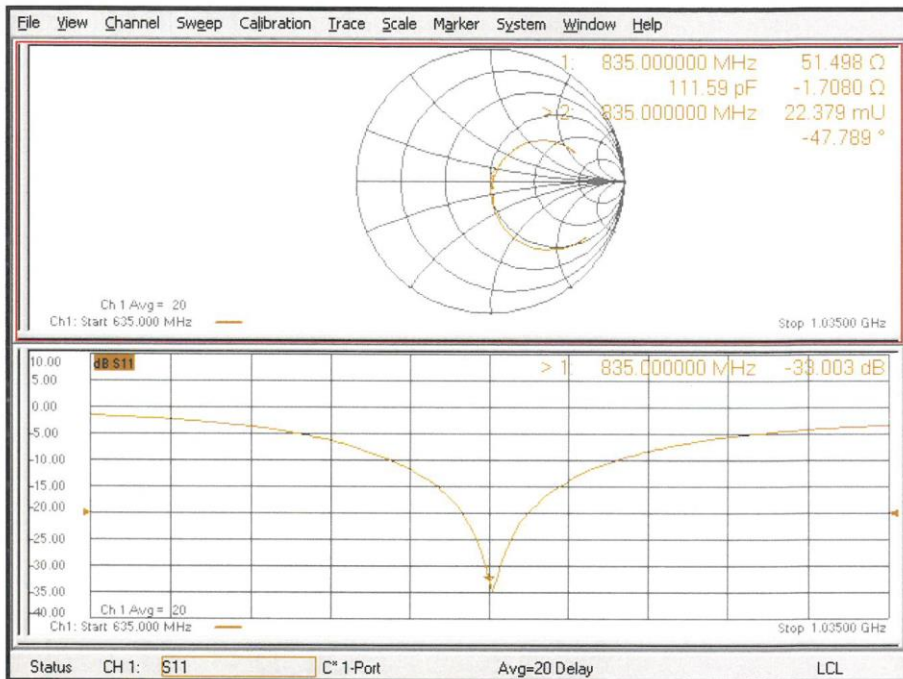 File View Channel Sweep Calibration Trace Scale Marker System Window Help
1: 835.000000 MHz 51.498 Ω
111.59 pF -1.7080 Ω
> 2: 835.000000 MHz 22.379 mU
-47.789 °
Ch 1 Avg = 20
Ch1: Start 635.000 MHz
Stop 1.03500 GHz
dB S11
> 1: 835.000000 MHz -33.003 dB
10.00
5.00
0.00
-5.00
-10.00
-15.00
-20.00
-25.00
-30.00
-35.00
-40.00
Ch 1 Avg = 20
Ch1: Start 635.000 MHz
Stop 1.03500 GHz
Status CH 1: S11 C* 1-Port Avg=20 Delay LCL